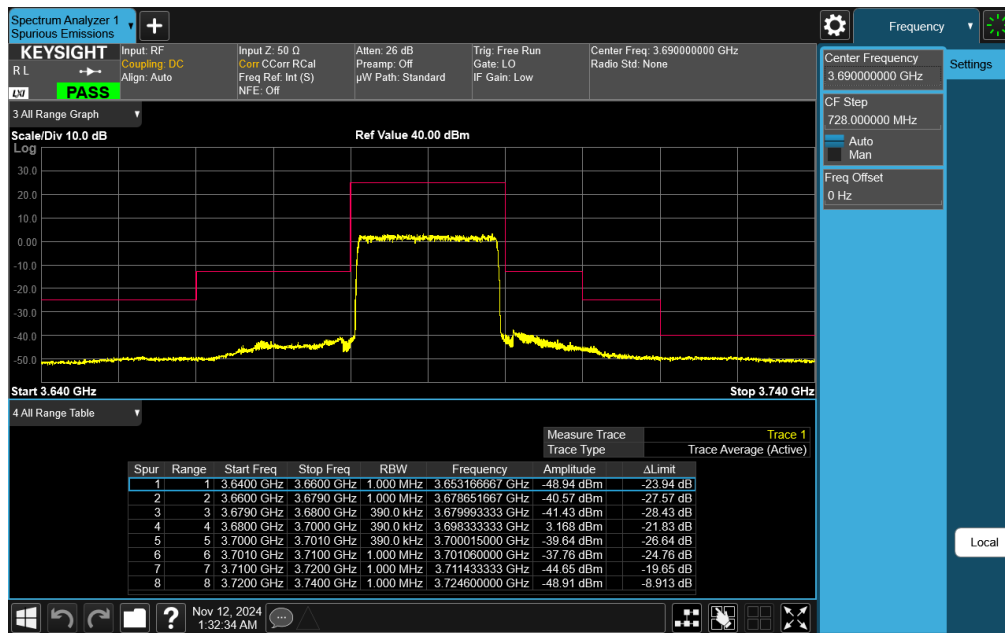 Spectrum Analyzer 1
Spurious Emissions
+
Frequency
KEYSIGHT
R L
LXI
PASS
Input: RF
Coupling: DC
Align: Auto
Input Z: 50 Ω
Corr CCorr RCal
Freq Ref: Int (S)
NFE: Off
Atten: 26 dB
Preamp: Off
µW Path: Standard
Trig: Free Run
Gate: LO
IF Gain: Low
Center Freq: 3.690000000 GHz
Radio Std: None
Center Frequency
3.690000000 GHz
Settings
CF Step
728.000000 MHz
Auto
Man
Freq Offset
0 Hz
Local
3 All Range Graph
Scale/Div 10.0 dB
Ref Value 40.00 dBm
Log
30.0
20.0
10.0
0.00
-10.0
-20.0
-30.0
-40.0
-50.0
Start 3.640 GHz
Stop 3.740 GHz
4 All Range Table
Measure Trace Trace 1
Trace Type Trace Average (Active)
Spur Range Start Freq Stop Freq RBW Frequency Amplitude ΔLimit
1 1 3.6400 GHz 3.6600 GHz 1.000 MHz 3.653166667 GHz -48.94 dBm -23.94 dB
2 2 3.6600 GHz 3.6790 GHz 1.000 MHz 3.678651667 GHz -40.57 dBm -27.57 dB
3 3 3.6790 GHz 3.6800 GHz 390.0 kHz 3.679993333 GHz -41.43 dBm -28.43 dB
4 4 3.6800 GHz 3.7000 GHz 390.0 kHz 3.698333333 GHz 3.168 dBm -21.83 dB
5 5 3.7000 GHz 3.7010 GHz 390.0 kHz 3.700015000 GHz -39.64 dBm -26.64 dB
6 6 3.7010 GHz 3.7100 GHz 1.000 MHz 3.701060000 GHz -37.76 dBm -24.76 dB
7 7 3.7100 GHz 3.7200 GHz 1.000 MHz 3.711433333 GHz -44.65 dBm -19.65 dB
8 8 3.7200 GHz 3.7400 GHz 1.000 MHz 3.724600000 GHz -48.91 dBm -8.913 dB
?
Nov 12, 2024
1:32:34 AM